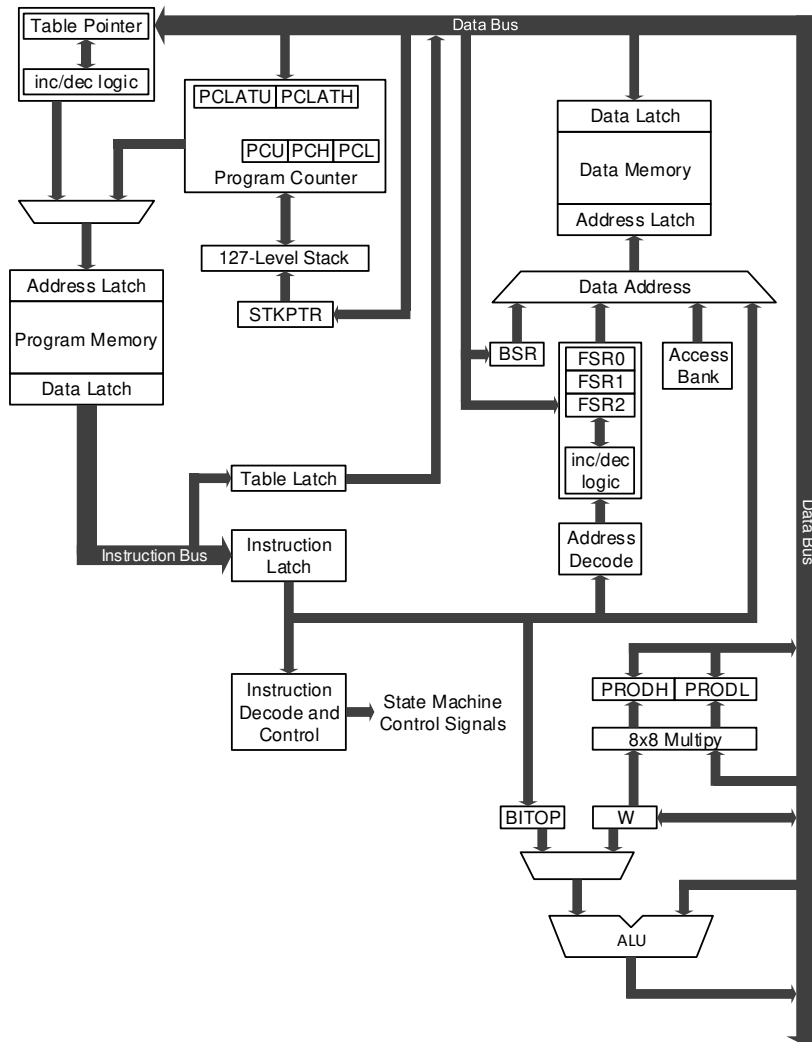 Data Bus
Table Pointer
inc/dec logic
PCLATU PCLATH
PCU PCH PCL
Program Counter
Data Latch
Data Memory
Address Latch
127-Level Stack
STKPTR
Address Latch
Program Memory
Data Latch
Data Address
BSR
FSR0
FSR1
FSR2
inc/dec
logic
Access
Bank
Table Latch
Instruction Bus
Instruction
Latch
Address
Decode
Data Bus
Instruction
Decode and
Control
State Machine
Control Signals
PRODH PRODL
8x8 Multipy
BITOP
W
ALU